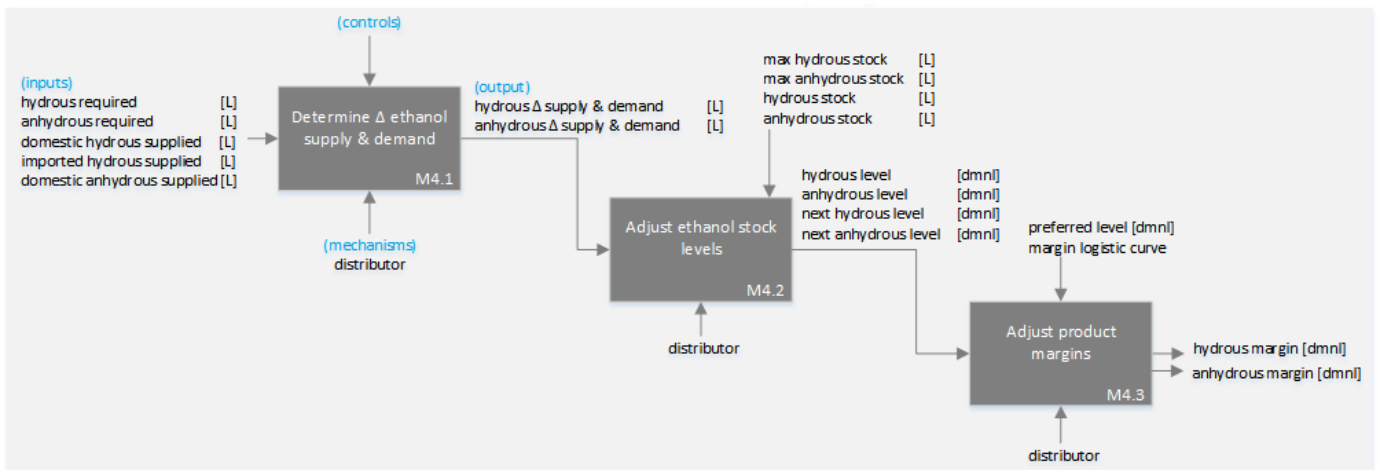 (controls)
(inputs)
hydrous required [L]
anhydrous required [L]
domestic hydrous supplied [L]
imported hydrous supplied [L]
domestic anhydrous supplied [L]
Determine Δ ethanol
supply & demand
M4.1
(mechanisms)
distributor
(output)
hydrous Δ supply & demand [L]
anhydrous Δ supply & demand [L]
max hydrous stock [L]
max anhydrous stock [L]
hydrous stock [L]
anhydrous stock [L]
Adjust ethanol stock
levels
M4.2
distributor
hydrous level [dmnl]
anhydrous level [dmnl]
next hydrous level [dmnl]
next anhydrous level [dmnl]
preferred level [dmnl]
margin logistic curve
Adjust product
margins
M4.3
distributor
hydrous margin [dmnl]
anhydrous margin [dmnl]